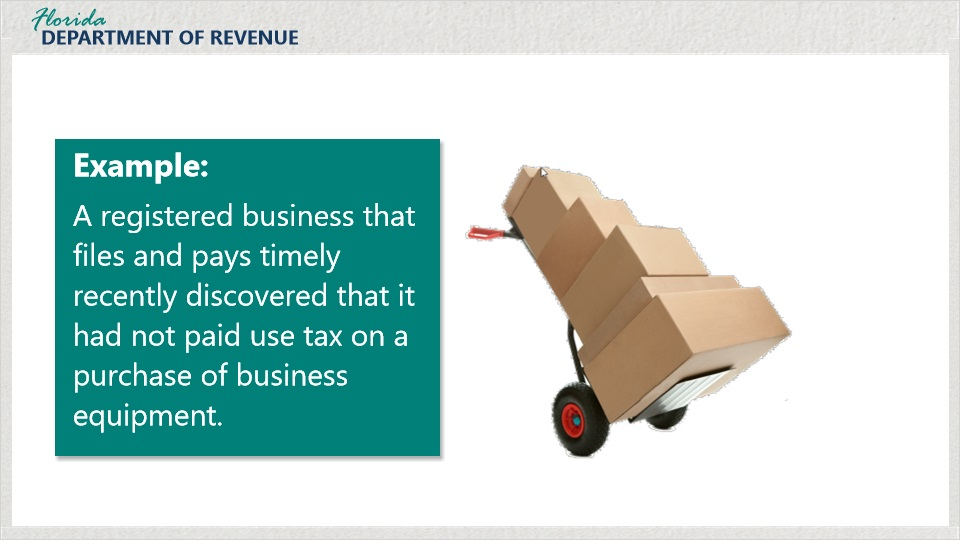 Florida
DEPARTMENT OF REVENUE
Example:
A registered business that
files and pays timely
recently discovered that it
had not paid use tax on a
purchase of business
equipment.